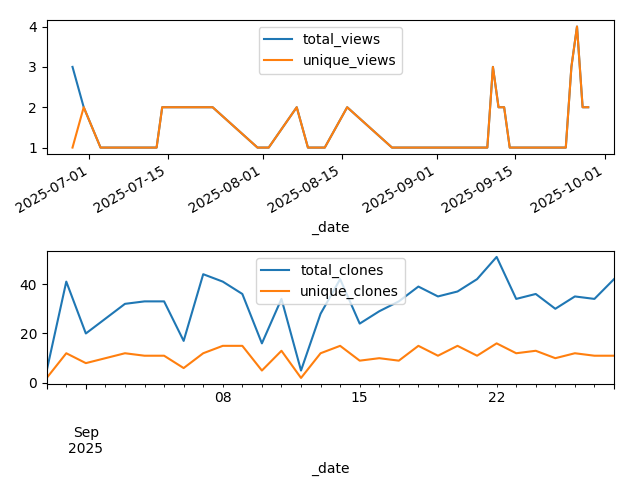 4
3
2
1
total_views
unique_views
2025-07-01
2025-07-15
2025-08-01
2025-08-15
2025-09-01
2025-09-15
2025-10-01
_date
40
20
0
total_clones
unique_clones
08
15
22
Sep
2025
_date